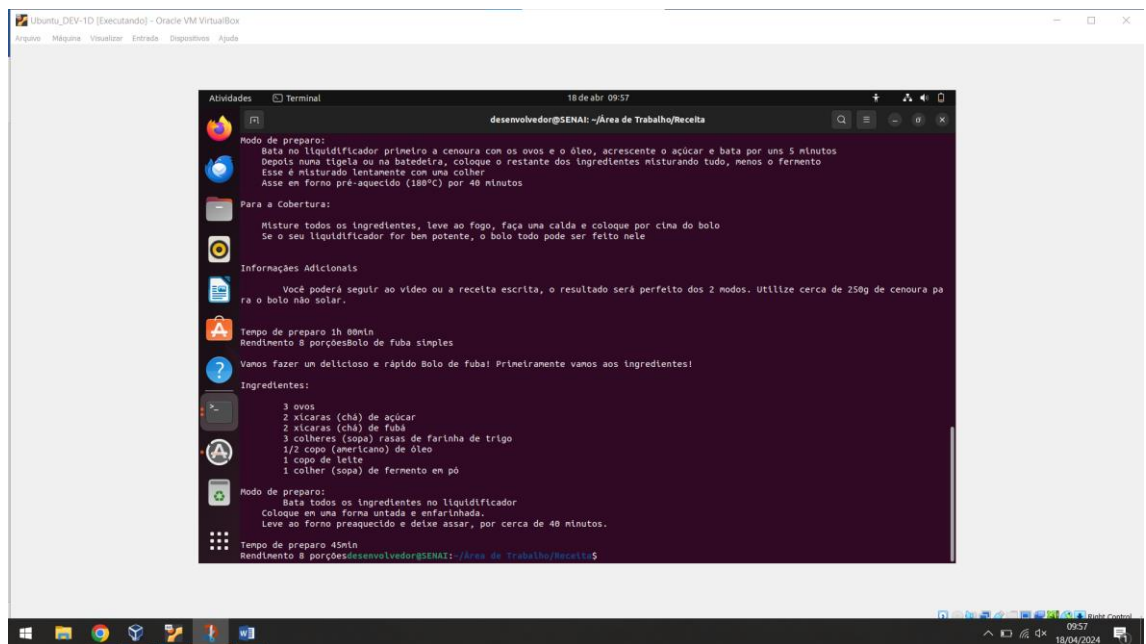 Ubuntu_DEV-1D [Executando] - Oracle VM VirtualBox
Arquivo Máquina Visualizar Entrada Dispositivos Ajuda
Atividades Terminal 18 de abr 09:57
desenvolvedor@SENAI: ~/Área de Trabalho/Receita
Modo de preparo:
Bata no liquidificador primeiro a cenoura com os ovos e o óleo, acrescente o açúcar e bata por uns 5 minutos
Depois numa tigela ou na batedeira, coloque o restante dos ingredientes misturando tudo, menos o fermento
Esse é misturado lentamente com uma colher
Asse em forno pré-aquecido (180°C) por 40 minutos
Para a Cobertura:
Misture todos os ingredientes, leve ao fogo, faça uma calda e coloque por cima do bolo
Se o seu liquidificador for bem potente, o bolo todo pode ser feito nele
Informações Adicionais
Você poderá seguir ao video ou a receita escrita, o resultado será perfeito dos 2 modos. Utilize cerca de 250g de cenoura pa
ra o bolo não solar.
Tempo de preparo 1h 00min
Rendimento 8 porçõesBolo de fuba simples
Vamos fazer um delicioso e rápido Bolo de fuba! Primeiramente vamos aos ingredientes!
Ingredientes:
3 ovos
2 xícaras (chá) de açúcar
2 xícaras (chá) de fubá
3 colheres (sopa) rasas de farinha de trigo
1/2 copo (americano) de óleo
1 copo de leite
1 colher (sopa) de fermento em pó
Modo de preparo:
Bata todos os ingredientes no liquidificador
Coloque em uma forma untada e enfarinhada.
Leve ao forno preaquecido e deixe assar, por cerca de 40 minutos.
Tempo de preparo 45min
Rendimento 8 porçõesdesenvolvedor@SENAI:~/Área de Trabalho/Receita$
Right Control
09:57
18/04/2024